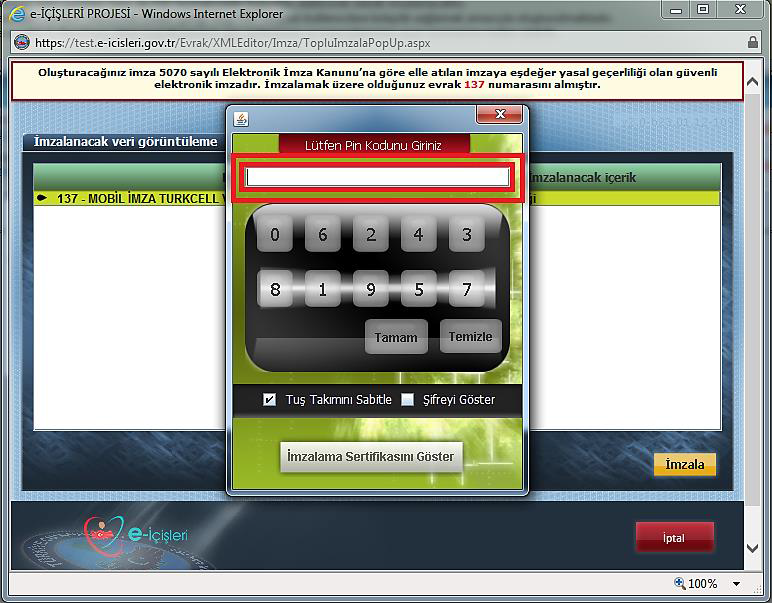 e-İÇİŞLERİ PROJESİ - Windows Internet Explorer
https://test.e-icisleri.gov.tr/Evrak/XMLEditor/Imza/TopluImzalaPopUp.aspx
Oluşturacağınız imza 5070 sayılı Elektronik İmza Kanunu’na göre elle atılan imzaya eşdeğer yasal geçerliliği olan güvenli
elektronik imzadır. İmzalamak üzere olduğunuz evrak 137 numarasını almıştır.
İmzalanacak veri görüntüleme
Lütfen Pin Kodunu Giriniz
İmzalanacak içerik
137 - MOBİL İMZA TURKCELL
0 6 2 4 3
8 1 9 5 7
Tamam Temizle
Tuş Takımını Sabitle Şifreyi Göster
İmzalama Sertifikasını Göster
İmzala
e-içişleri
İptal
100%